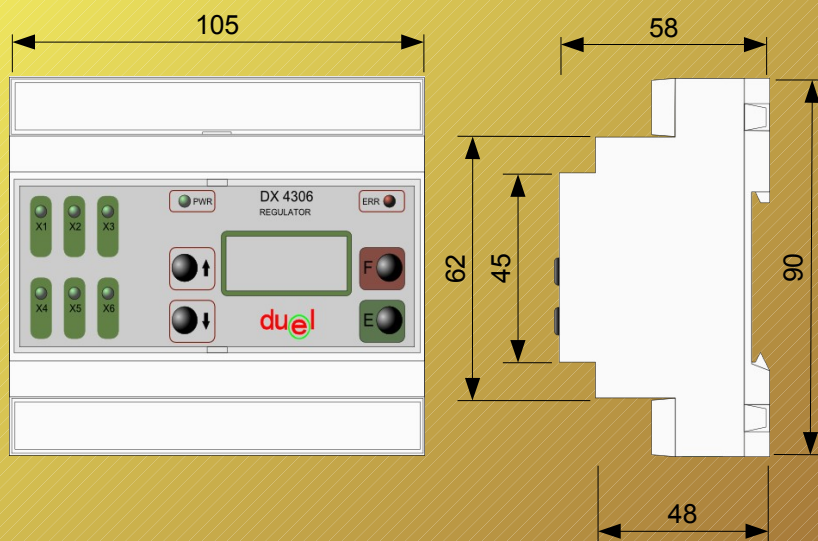 105
58
PWR
DX 4306
REGULATOR
ERR
X1 X2 X3
F
X4 X5 X6
duel
E
62
45
90
48